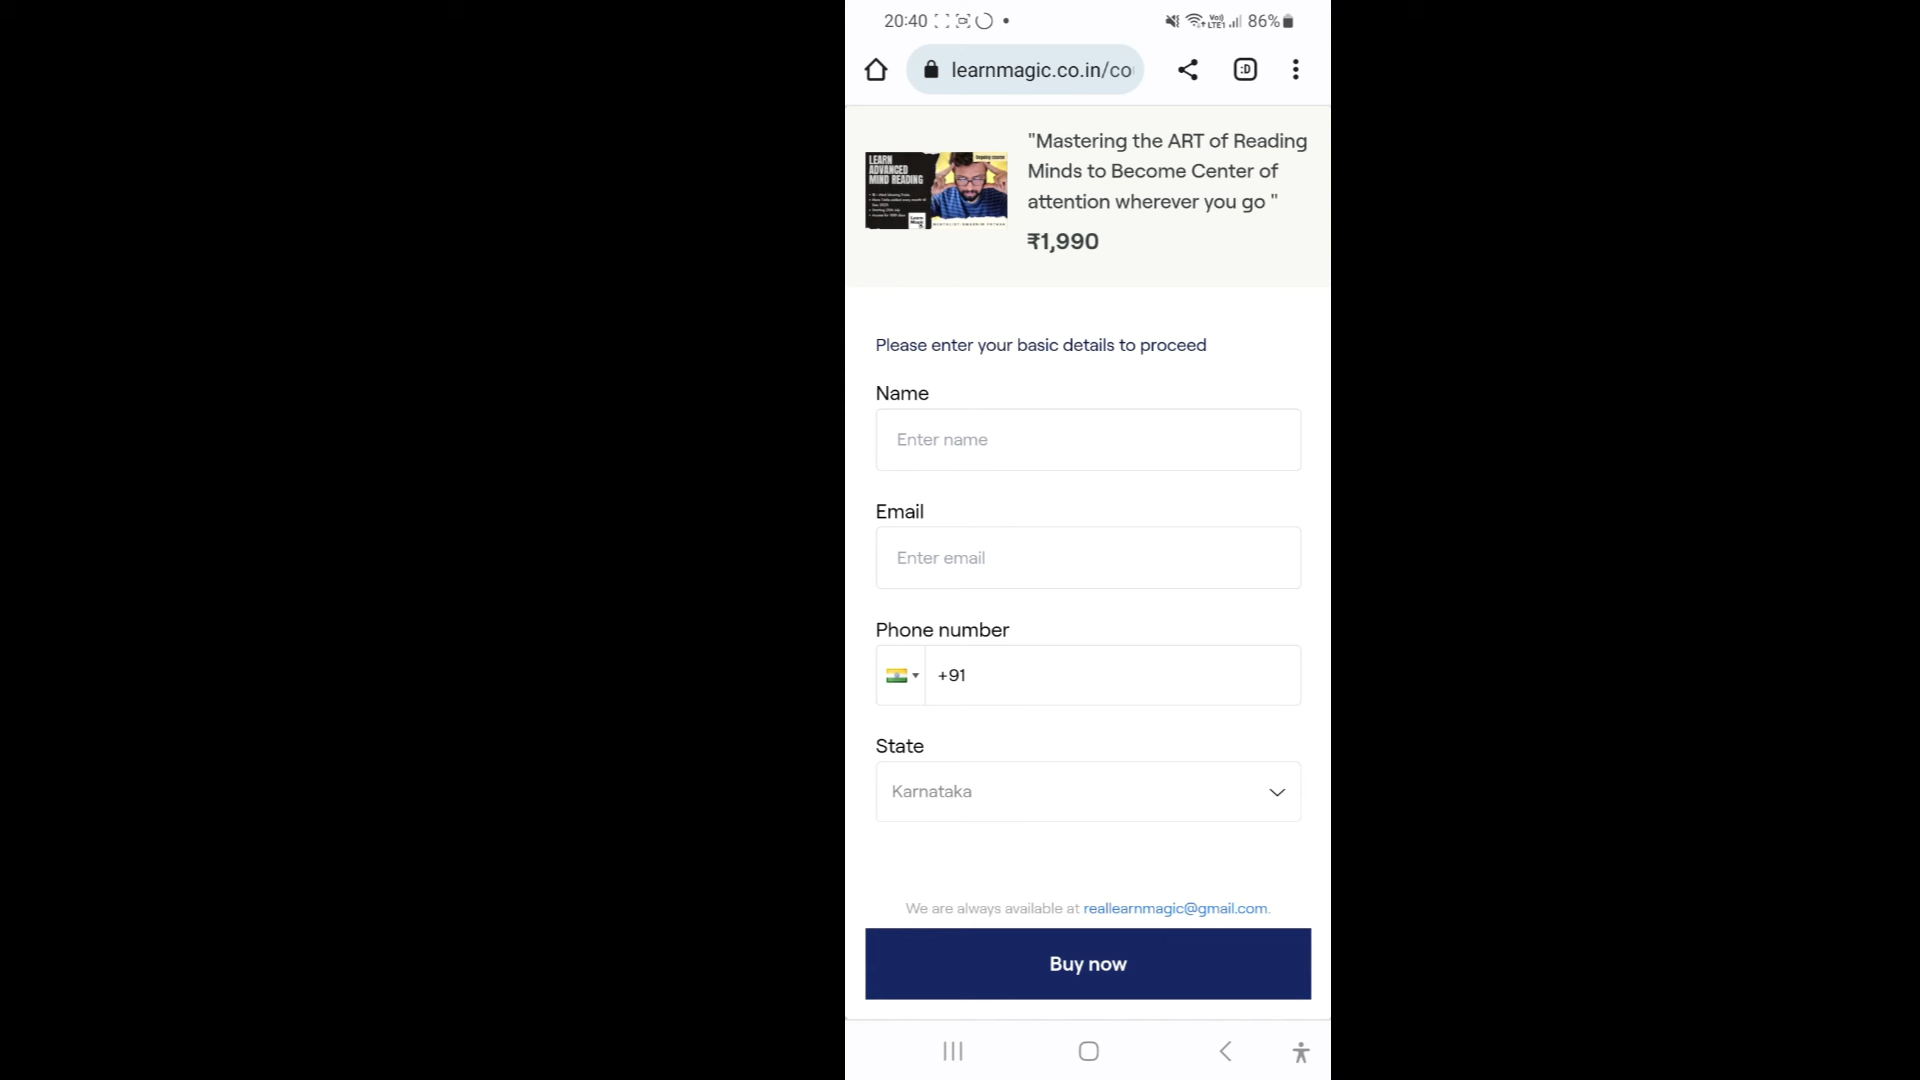 20:40
Vo)) LTE1 86%
learnmagic.co.in/co
:D
LEARN
ADVANCED
MIND READING
"Mastering the ART of Reading
Minds to Become Center of
attention wherever you go "
₹1,990
Please enter your basic details to proceed
Name
Enter name
Email
Enter email
Phone number
+91
State
Karnataka
We are always available at reallearnmagic@gmail.com.
Buy now